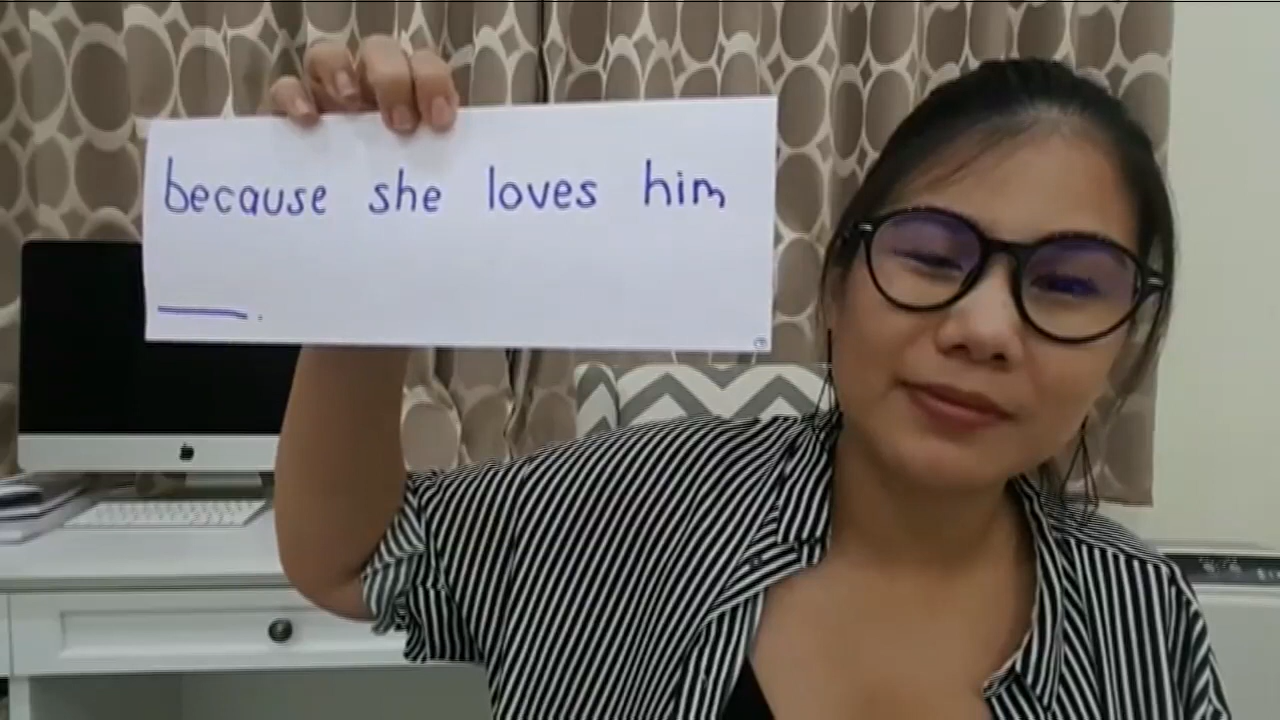 because she loves him
____.